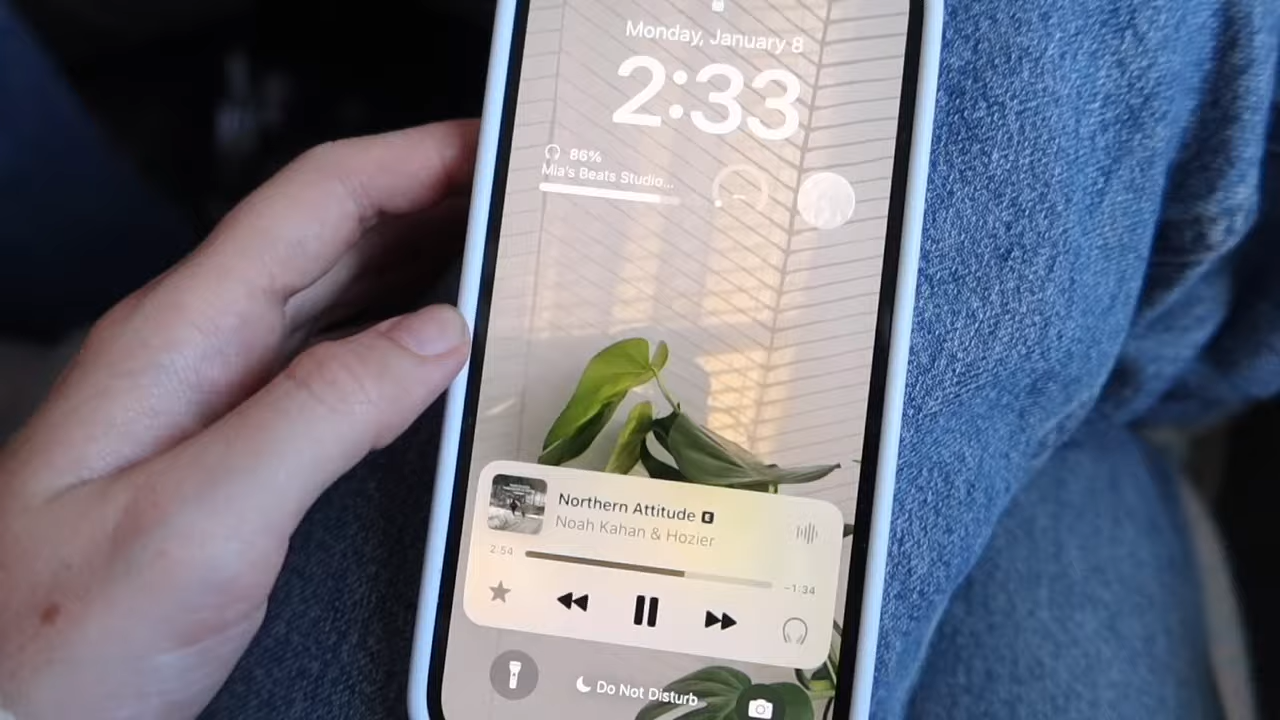 Monday, January 8
2:33
86%
Mia's Beats Studio...
Northern Attitude E
Noah Kahan & Hozier
2:54
-1:34
Do Not Disturb